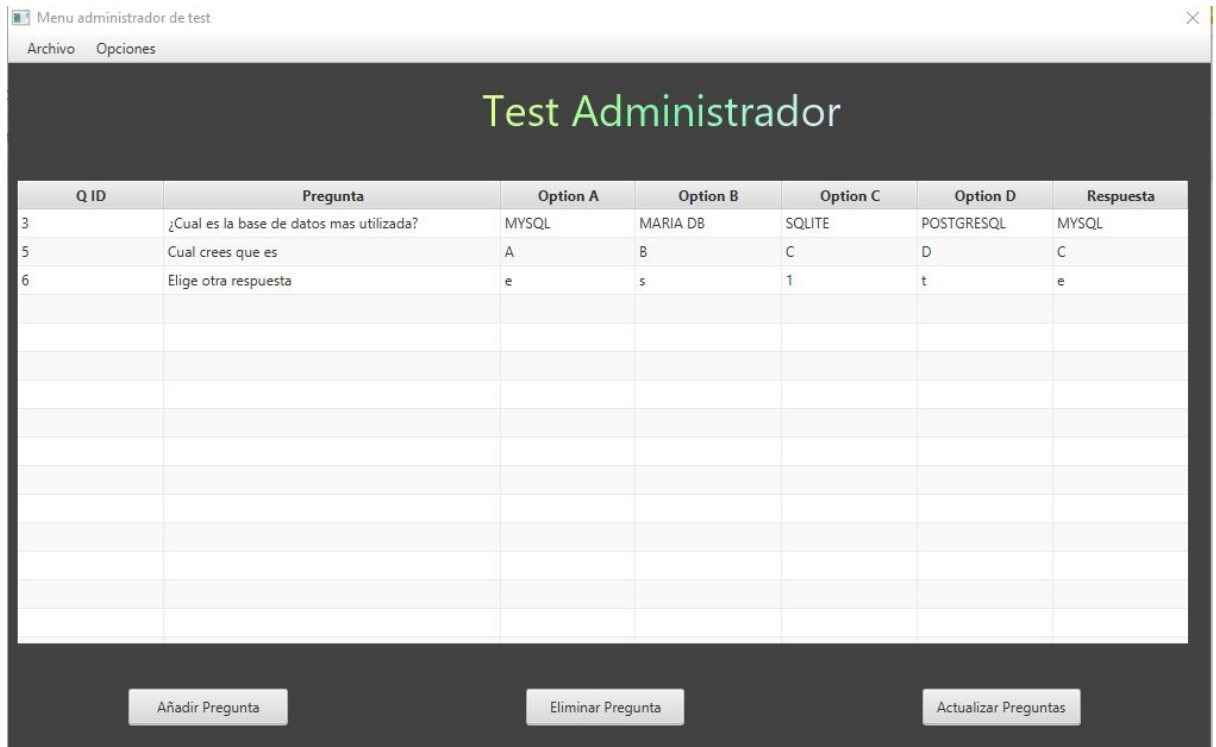 Menu administrador de test
Archivo Opciones
Test Administrador
Q ID Pregunta Option A Option B Option C Option D Respuesta
3 ¿Cual es la base de datos mas utilizada? MYSQL MARIA DB SQLITE POSTGRESQL MYSQL
5 Cual crees que es A B C D C
6 Elige otra respuesta e s 1 t e
Añadir Pregunta Eliminar Pregunta Actualizar Preguntas